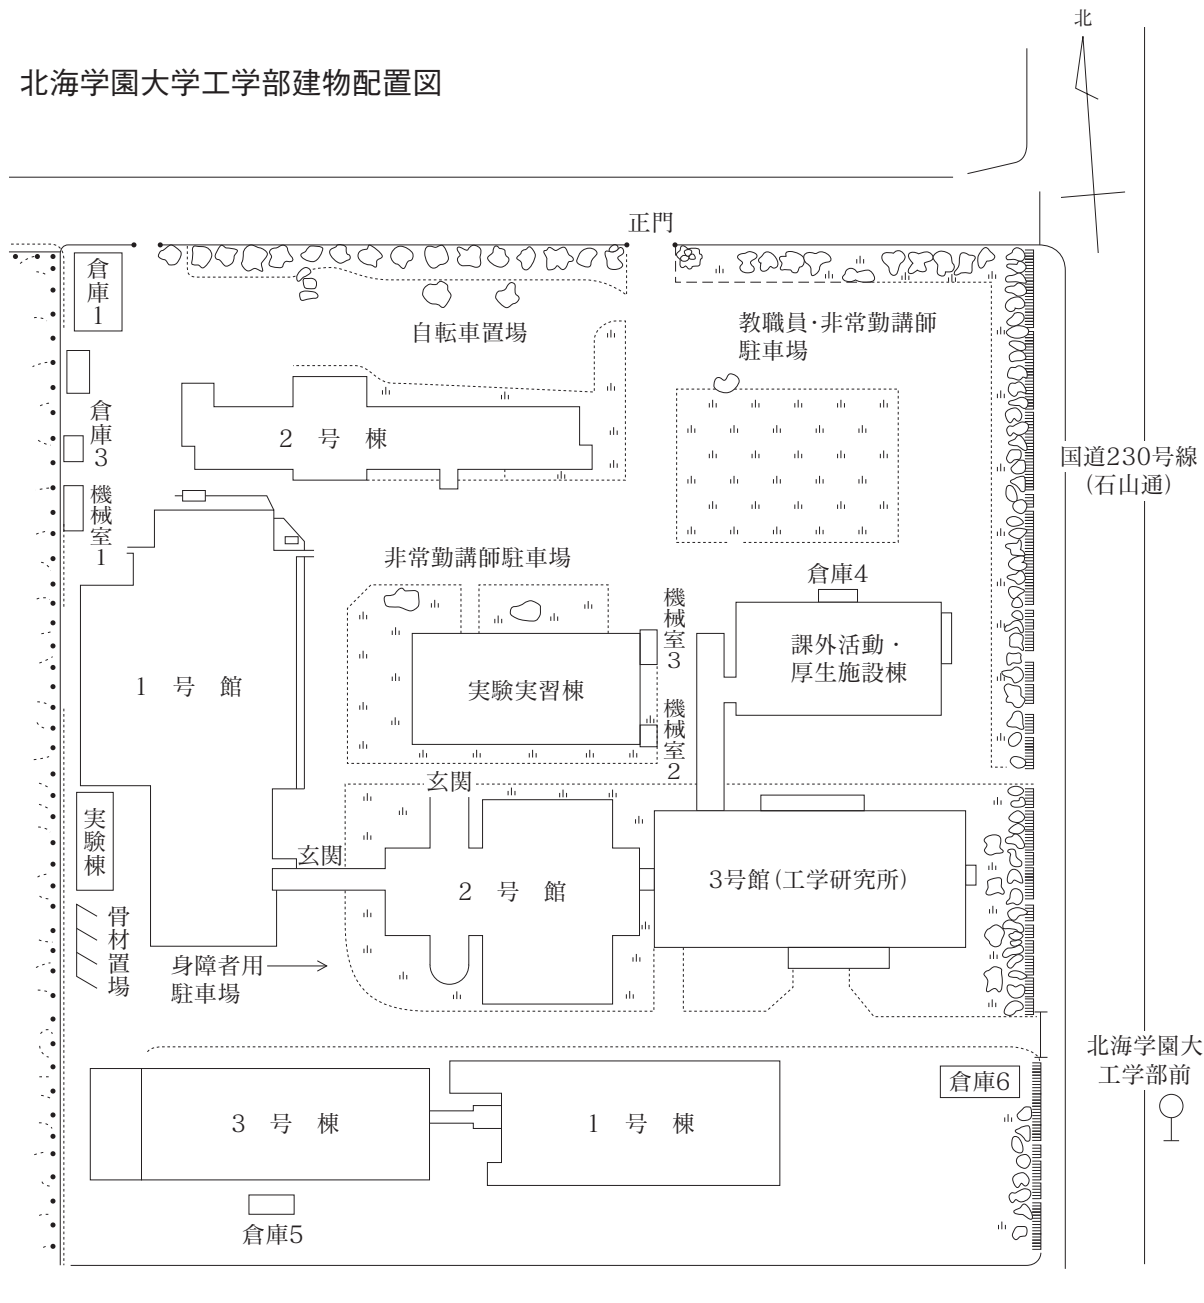 北
北海学園大学工学部建物配置図
正門
倉庫1
自転車置場
教職員・非常勤講師
駐車場
倉庫3
2号棟
国道230号線
(石山通)
機械室1
非常勤講師駐車場
倉庫4
機械室3
課外活動・
厚生施設棟
1号館
実験実習棟
機械室2
玄関
実験棟
玄関
2号館
3号館(工学研究所)
骨材置場
身障者用
駐車場
北海学園大
工学部前
倉庫6
3号棟
1号棟
倉庫5